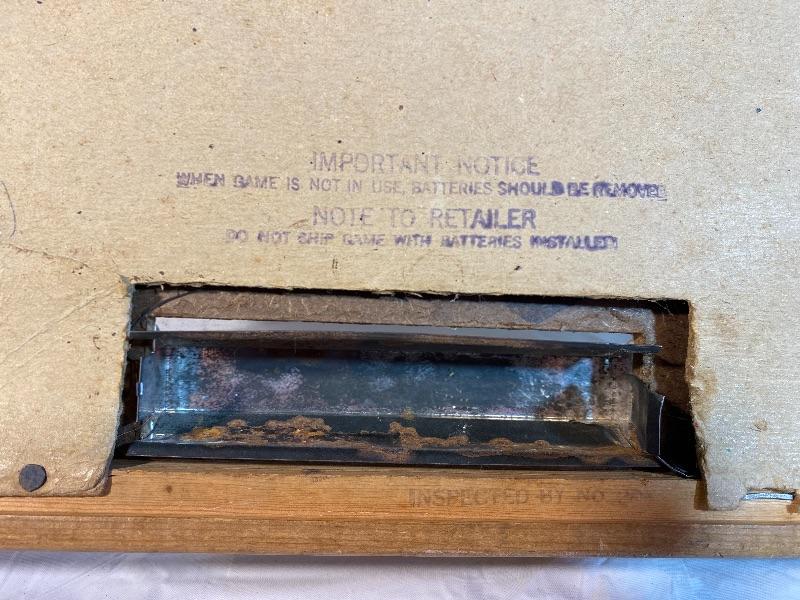 IMPORTANT NOTICE
WHEN GAME IS NOT IN USE, BATTERIES SHOULD BE REMOVED
NOTE TO RETAILER
DO NOT SHIP GAME WITH BATTERIES INSTALLED
INSPECTED BY NO